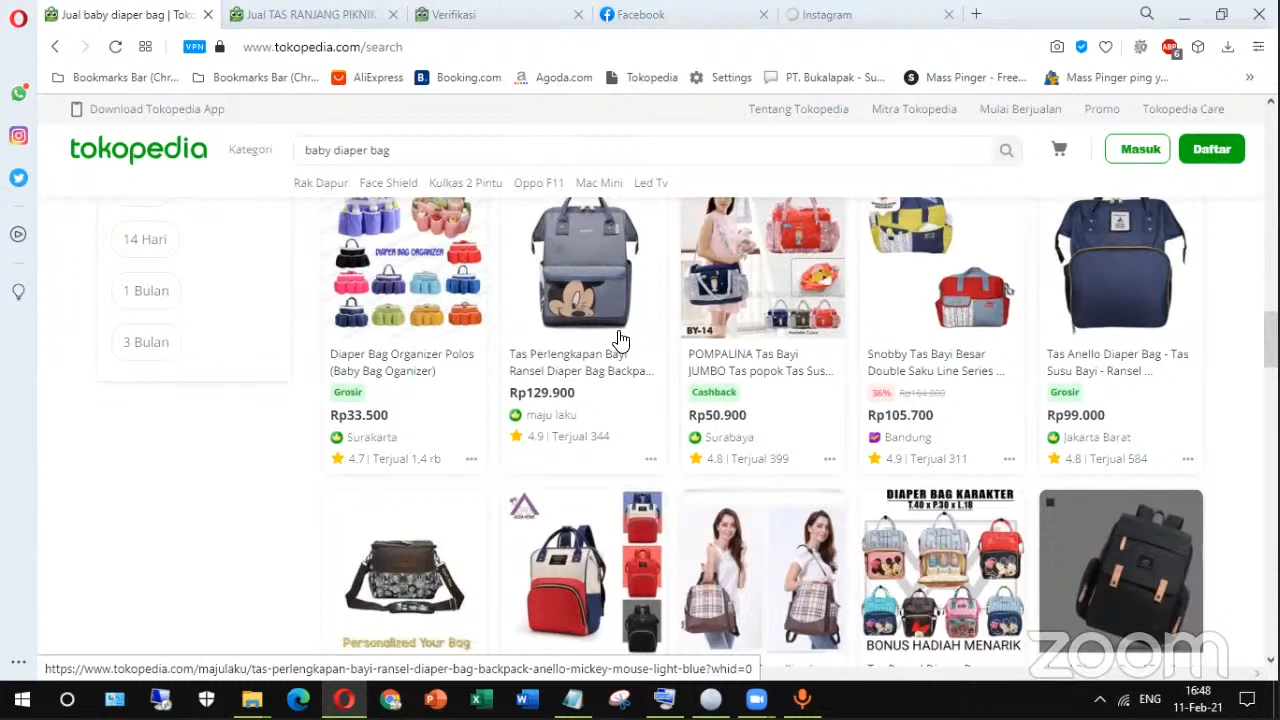 Jual baby diaper bag | Tok
Jual TAS RANJANG PIKNIK
Verifikasi
Facebook
Instagram
VPN
www.tokopedia.com/search
ABP
6
Bookmarks Bar (Chr...
Bookmarks Bar (Chr...
AliExpress
B. Booking.com
a Agoda.com
Tokopedia
Settings
PT. Bukalapak - Su...
S Mass Pinger - Free...
Mass Pinger ping y...
Download Tokopedia App
Tentang Tokopedia
Mitra Tokopedia
Mulai Berjualan
Promo
Tokopedia Care
tokopedia
Kategori
baby diaper bag
Masuk
Daftar
Rak Dapur
Face Shield
Kulkas 2 Pintu
Oppo F11
Mac Mini
Led Tv
14 Hari
1 Bulan
3 Bulan
DIAPER BAG ORGANIZER
BY-14
Diaper Bag Organizer Polos
(Baby Bag Oganizer)
Grosir
Rp33.500
Surakarta
4.7 | Terjual 1,4 rb
Tas Perlengkapan Bayi
Ransel Diaper Bag Backpa...
Rp129.900
maju laku
4.9 | Terjual 344
POMPALINA Tas Bayi
JUMBO Tas popok Tas Sus...
Cashback
Rp50.900
Surabaya
4.8 | Terjual 399
Snobby Tas Bayi Besar
Double Saku Line Series ...
36% Rp164.900
Rp105.700
Bandung
4.9 | Terjual 311
Tas Anello Diaper Bag - Tas
Susu Bayi - Ransel ...
Grosir
Rp99.000
Jakarta Barat
4.8 | Terjual 584
Personalized Your Bag
DIAPER BAG KARAKTER
T.40 x P.30 x L.18
BONUS HADIAH MENARIK
zoom
https://www.tokopedia.com/majulaku/tas-perlengkapan-bayi-ransel-diaper-bag-backpack-anello-mickey-mouse-light-blue?whid=0
ENG
16:48
11-Feb-21